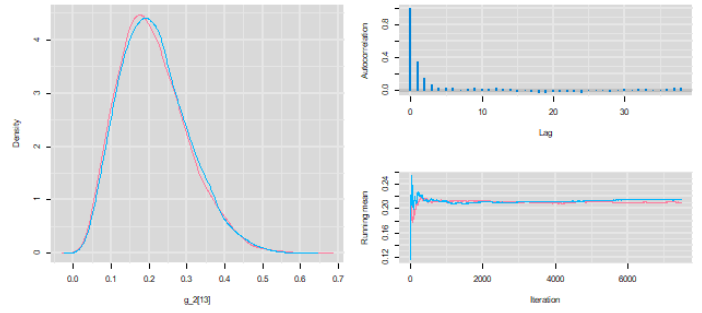 Density
0 1 2 3 4
0.0 0.1 0.2 0.3 0.4 0.5 0.6 0.7
g_2[13]
Autocorrelation
0.0 0.4 0.8
0 10 20 30
Lag
Running mean
0.12 0.16 0.20 0.24
0 2000 4000 6000
Iteration